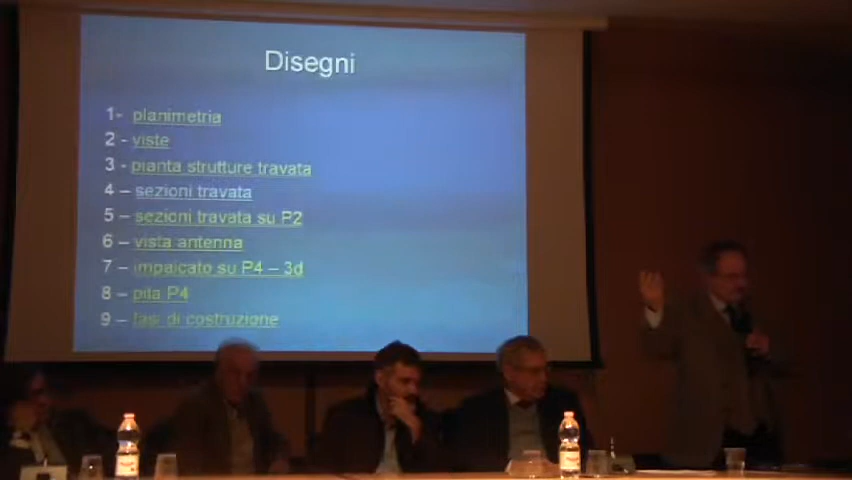 Disegni
1- planimetria
2 - viste
3 - pianta strutture travata
4 – sezioni travata
5 – sezioni travata su P2
6 – vista antenna
7 – impalcato su P4 – 3d
8 – pila P4
9 – fasi di costruzione